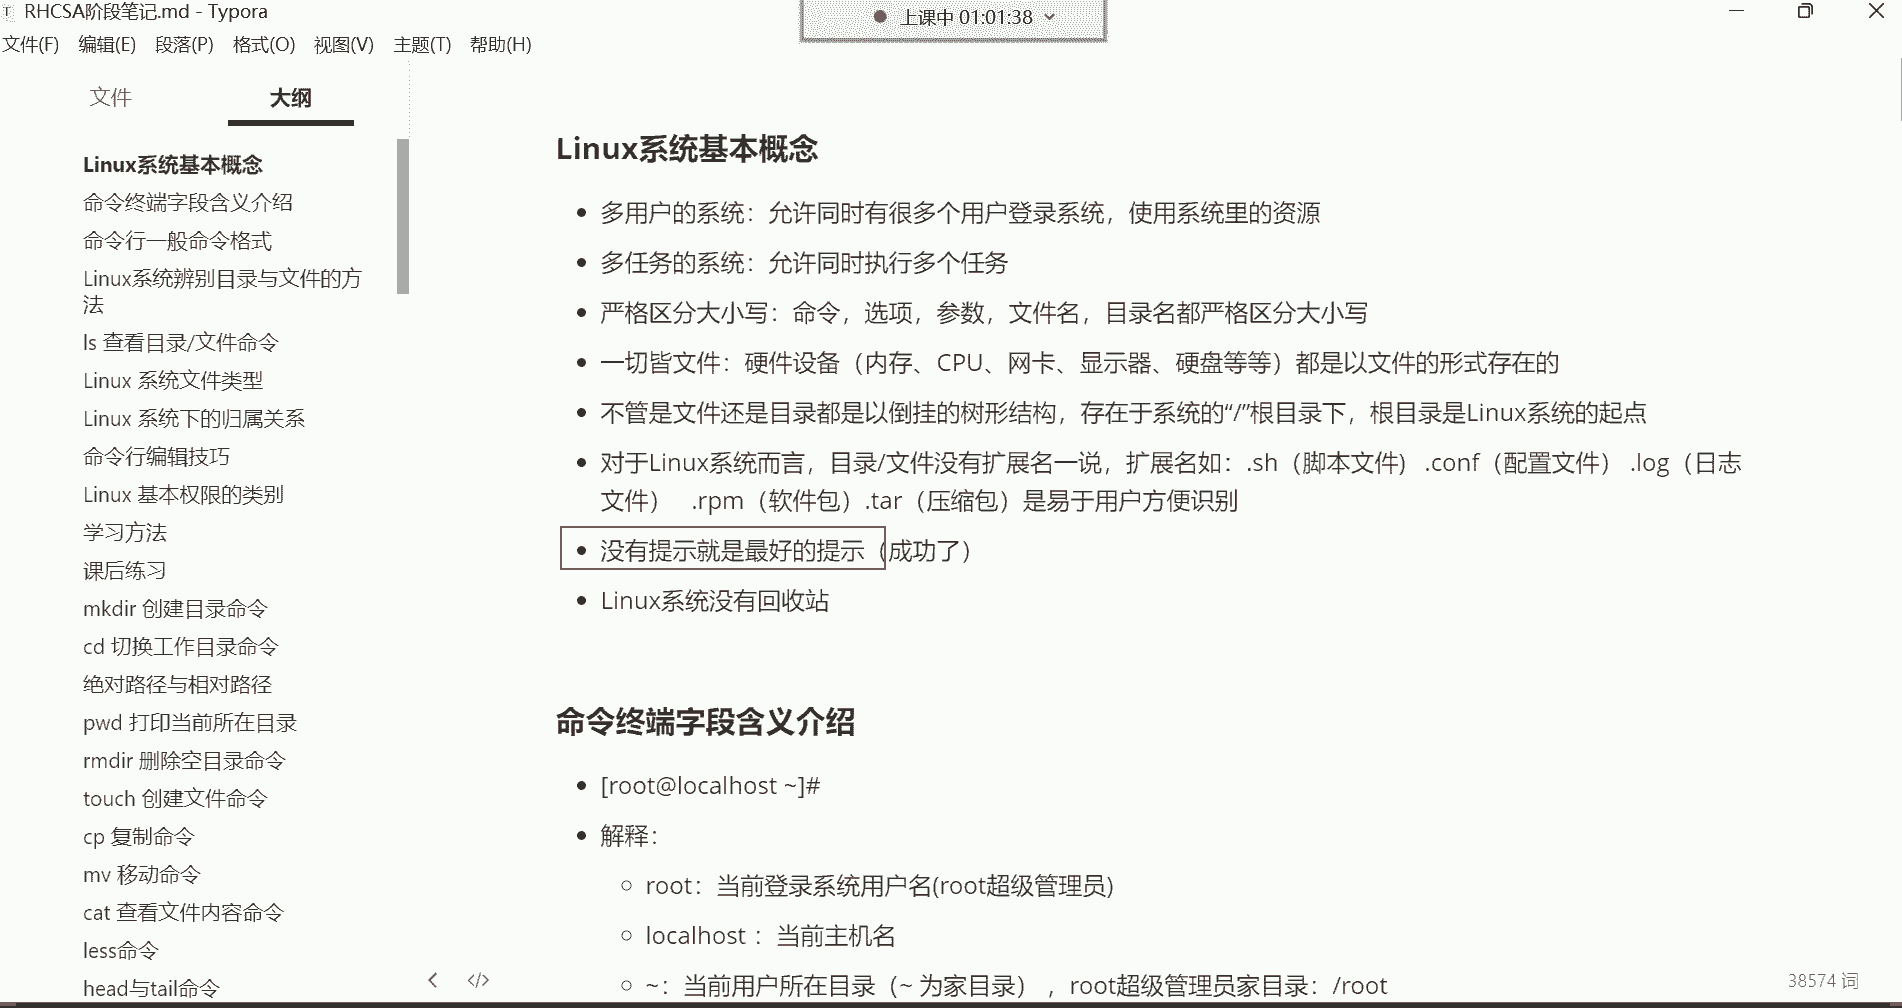 RHCSA阶段笔记.md - Typora
上课中 01:01:38
文件(F) 编辑(E) 段落(P) 格式(O) 视图(V) 主题(T) 帮助(H)
文件 大纲
Linux系统基本概念
命令终端字段含义介绍
命令行一般命令格式
Linux系统辨别目录与文件的方
法
ls 查看目录/文件命令
Linux 系统文件类型
Linux 系统下的归属关系
命令行编辑技巧
Linux 基本权限的类别
学习方法
课后练习
mkdir 创建目录命令
cd 切换工作目录命令
绝对路径与相对路径
pwd 打印当前所在目录
rmdir 删除空目录命令
touch 创建文件命令
cp 复制命令
mv 移动命令
cat 查看文件内容命令
less命令
head与tail命令
Linux系统基本概念
多用户的系统：允许同时有很多个用户登录系统，使用系统里的资源
多任务的系统：允许同时执行多个任务
严格区分大小写：命令，选项，参数，文件名，目录名都严格区分大小写
一切皆文件：硬件设备（内存、CPU、网卡、显示器、硬盘等等）都是以文件的形式存在的
不管是文件还是目录都是以倒挂的树形结构，存在于系统的“/”根目录下，根目录是Linux系统的起点
对于Linux系统而言，目录/文件没有扩展名一说，扩展名如：.sh（脚本文件）.conf（配置文件） .log（日志
文件） .rpm（软件包）.tar（压缩包）是易于用户方便识别
没有提示就是最好的提示（成功了）
Linux系统没有回收站
命令终端字段含义介绍
[root@localhost ~]#
解释：
root：当前登录系统用户名(root超级管理员)
localhost ：当前主机名
~：当前用户所在目录（~ 为家目录），root超级管理员家目录：/root
38574 词